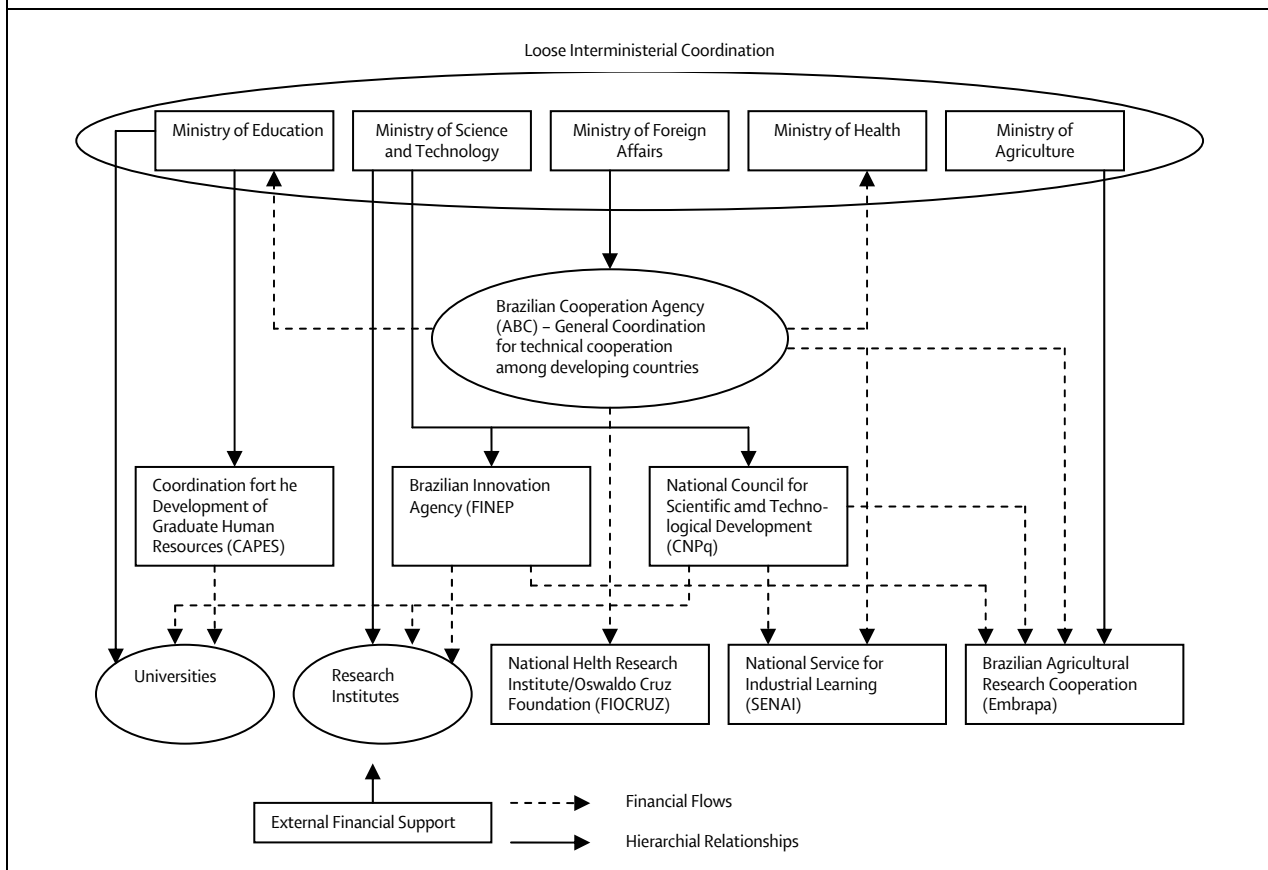 Loose Interministerial Coordination
Ministry of Education
Ministry of Science
and Technology
Ministry of Foreign
Affairs
Ministry of Health
Ministry of
Agriculture
Brazilian Cooperation Agency
(ABC) – General Coordination
for technical cooperation
among developing countries
Coordination fort he
Development of
Graduate Human
Resources (CAPES)
Brazilian Innovation
Agency (FINEP
National Council for
Scientific amd Techno-
logical Development
(CNPq)
Universities
Research
Institutes
National Helth Research
Institute/Oswaldo Cruz
Foundation (FIOCRUZ)
National Service for
Industrial Learning
(SENAI)
Brazilian Agricultural
Research Cooperation
(Embrapa)
External Financial Support
Financial Flows
Hierarchial Relationships